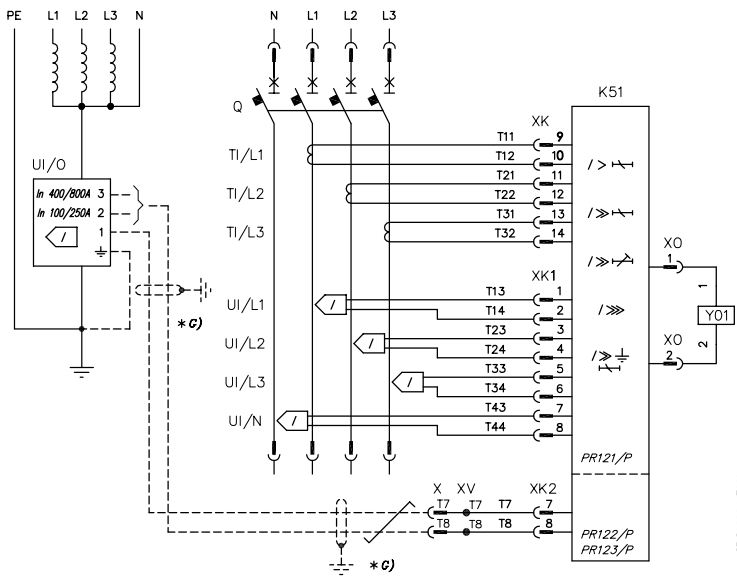 PE L1 L2 L3 N
N L1 L2 L3
Q
K51
XK
T11 9
T12 10
T21 11
T22 12
T31 13
T32 14
TI/L1
TI/L2
TI/L3
UI/O
In 400/800A 3
In 100/250A 2
1
/
*G)
I>
I≫
I≫
I⋙
I≫
XK1
T13 1
T14 2
T23 3
T24 4
T33 5
T34 6
T43 7
T44 8
UI/L1 /
UI/L2 /
UI/L3 /
UI/N /
XO
1
1
Y01
2
XO
2
PR121/P
X XV XK2
T7 T7 T7 7
T8 T8 T8 8
PR122/P
PR123/P
*G)